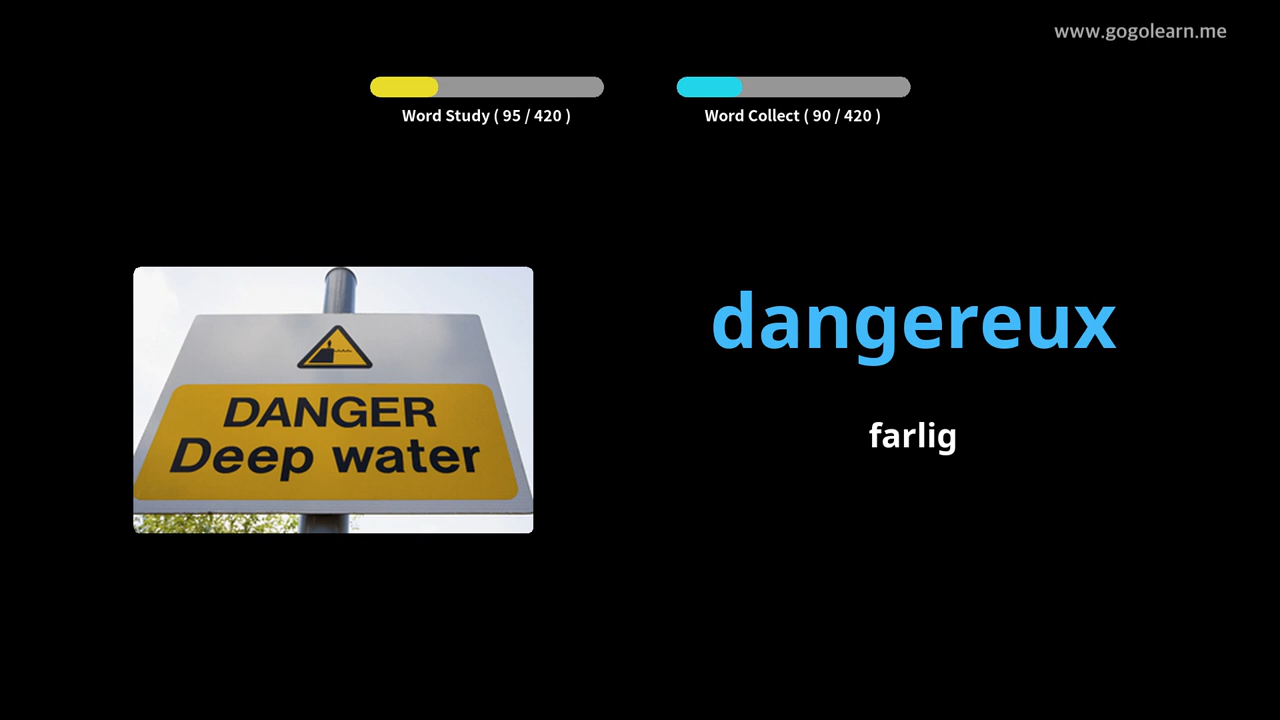 www.gogolearn.me
Word Study ( 95 / 420 )
Word Collect ( 90 / 420 )
DANGER
Deep water
dangereux
farlig